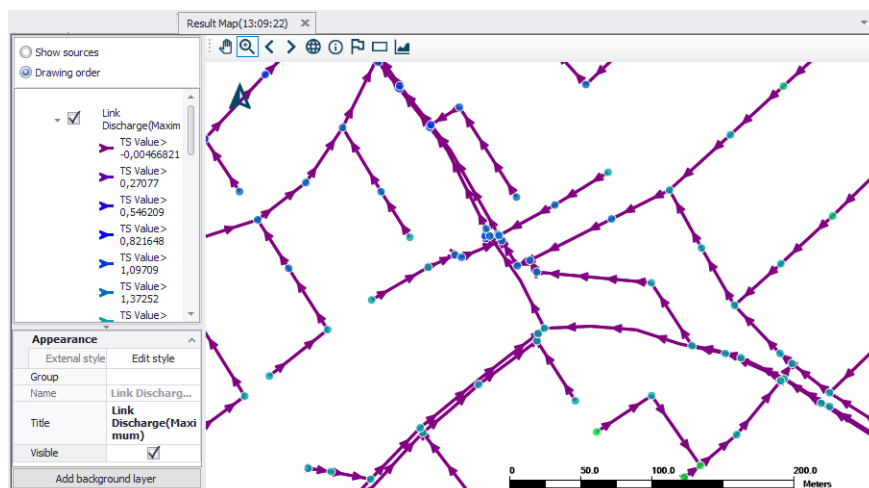 Result Map(13:09:22)
Show sources
Drawing order
Link
Discharge(Maxim
TS Value>
-0,00466821
TS Value>
0,27077
TS Value>
0,546209
TS Value>
0,821648
TS Value>
1,09709
TS Value>
1,37252
TS Value>
Appearance
Extenal style
Edit style
Group
Name
Link Discharg...
Title
Link
Discharge(Maxi
mum)
Visible
Add background layer
0
50.0
100.0
200.0
Meters